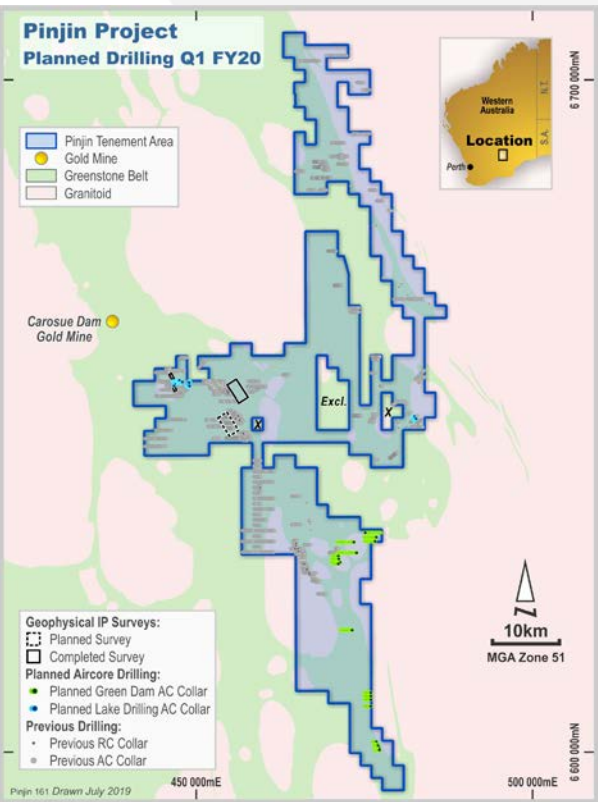 Pinjin Project
Planned Drilling Q1 FY20
Pinjin Tenement Area
Gold Mine
Greenstone Belt
Granitoid
Western
Australia
N.T.
S.A.
Location
Perth
6 700 000mN
Carosue Dam
Gold Mine
Excl.
X
X
Geophysical IP Surveys:
Planned Survey
Completed Survey
Planned Aircore Drilling:
Planned Green Dam AC Collar
Planned Lake Drilling AC Collar
Previous Drilling:
Previous RC Collar
Previous AC Collar
N
10km
MGA Zone 51
6 600 000mN
Pinjin 161 Drawn July 2019
450 000mE
500 000mE